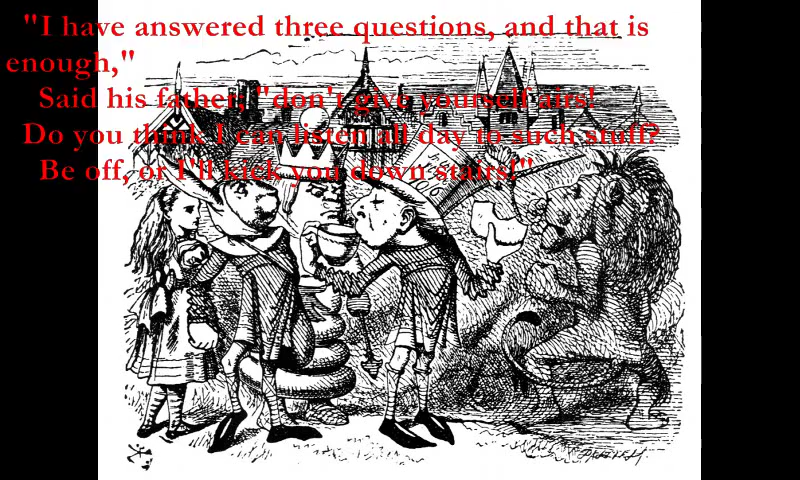 "I have answered three questions, and that is
enough,"
Said his father; "don't give yourself airs!
Do you think I can listen all day to such stuff?
Be off, or I'll kick you down stairs!"